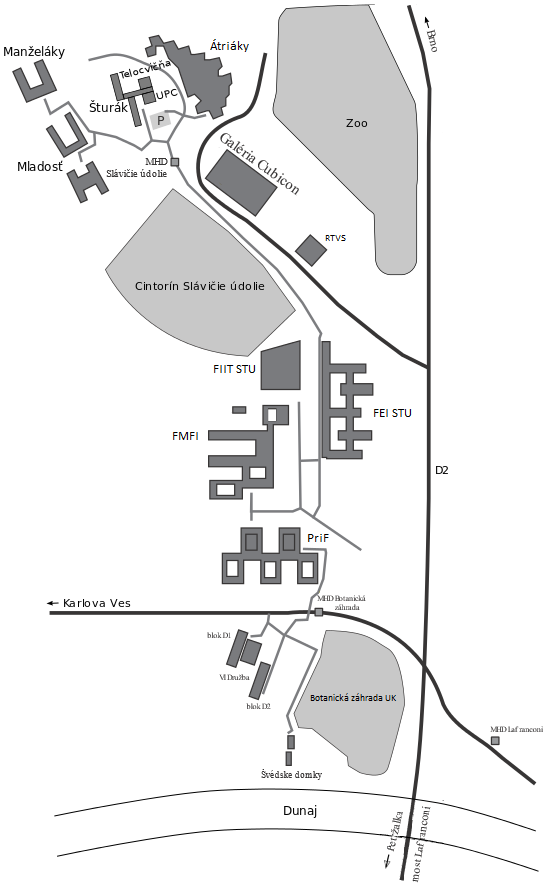 Brno
Átriáky
Manželáky
Telocvičňa
UPC
Šturák
P
Zoo
Galéria Cubicon
Mladosť
MHD
Slávičie údolie
RTVS
Cintorín Slávičie údolie
FIIT STU
FEI STU
FMFI
D2
PriF
Karlova Ves
MHD Botanická
záhrada
blok D1
VI Družba
blok D2
Botanická záhrada UK
MHD Lafranconi
Švédske domky
Dunaj
Petržalka
most Lafranconi